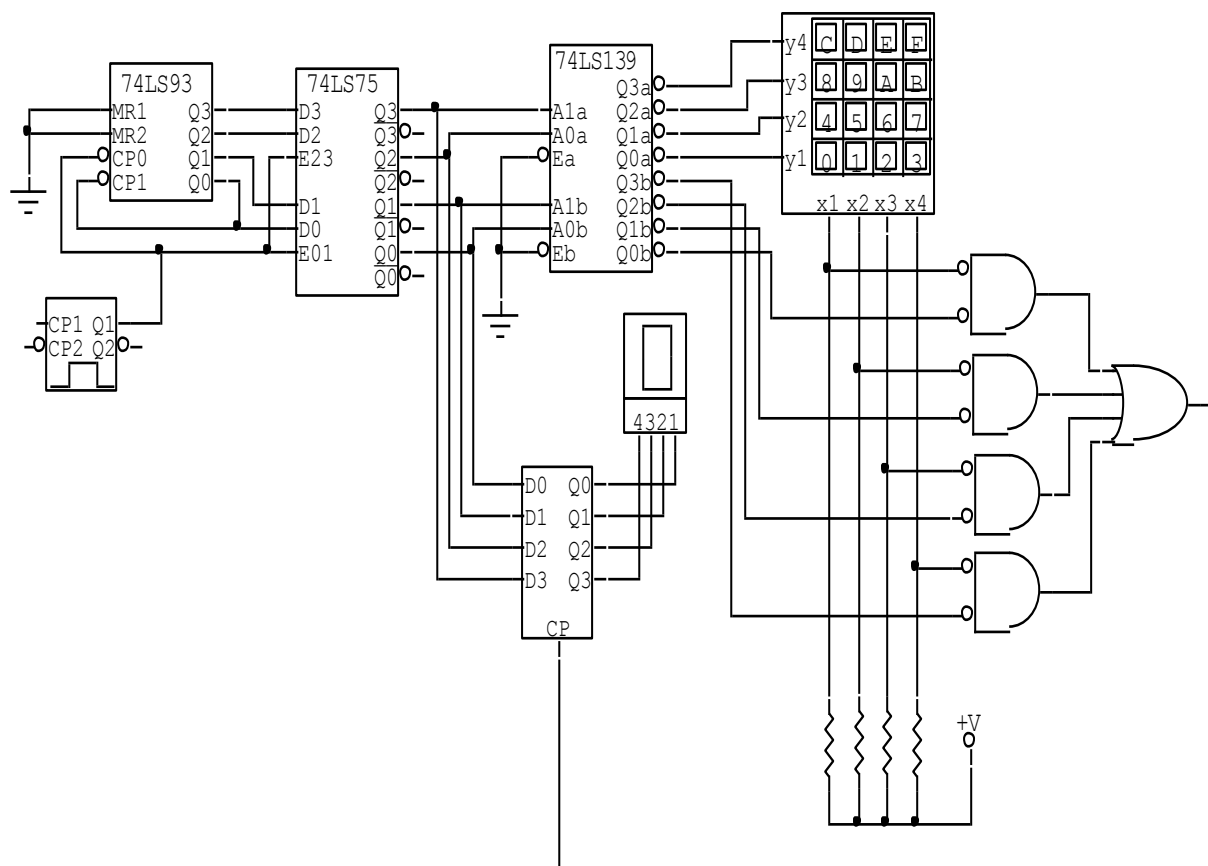 74LS93
MR1 Q3
MR2 Q2
CP0 Q1
CP1 Q0
CP1 Q1
CP2 Q2
74LS75
D3 Q3
Q3
D2 Q2
E23
Q2
D1 Q1
Q1
D0 Q0
E01
Q0
74LS139
Q3a
A1a Q2a
A0a Q1a
Ea Q0a
Q3b
A1b Q2b
A0b Q1b
Eb Q0b
y4 C D E F
y3 8 9 A B
y2 4 5 6 7
y1 0 1 2 3
x1 x2 x3 x4
4321
D0 Q0
D1 Q1
D2 Q2
D3 Q3
CP
+V